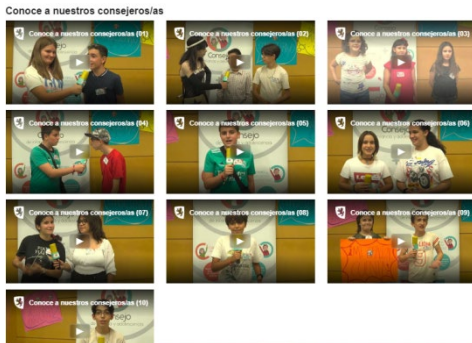 Conoce a nuestros consejeros/as
Conoce a nuestros consejeros/as (01)
Conoce a nuestros consejeros/as (02)
Conoce a nuestros consejeros/as (03)
Conoce a nuestros consejeros/as (04)
Conoce a nuestros consejeros/as (05)
Conoce a nuestros consejeros/as (06)
Conoce a nuestros consejeros/as (07)
Conoce a nuestros consejeros/as (08)
Conoce a nuestros consejeros/as (09)
Conoce a nuestros consejeros/as (10)